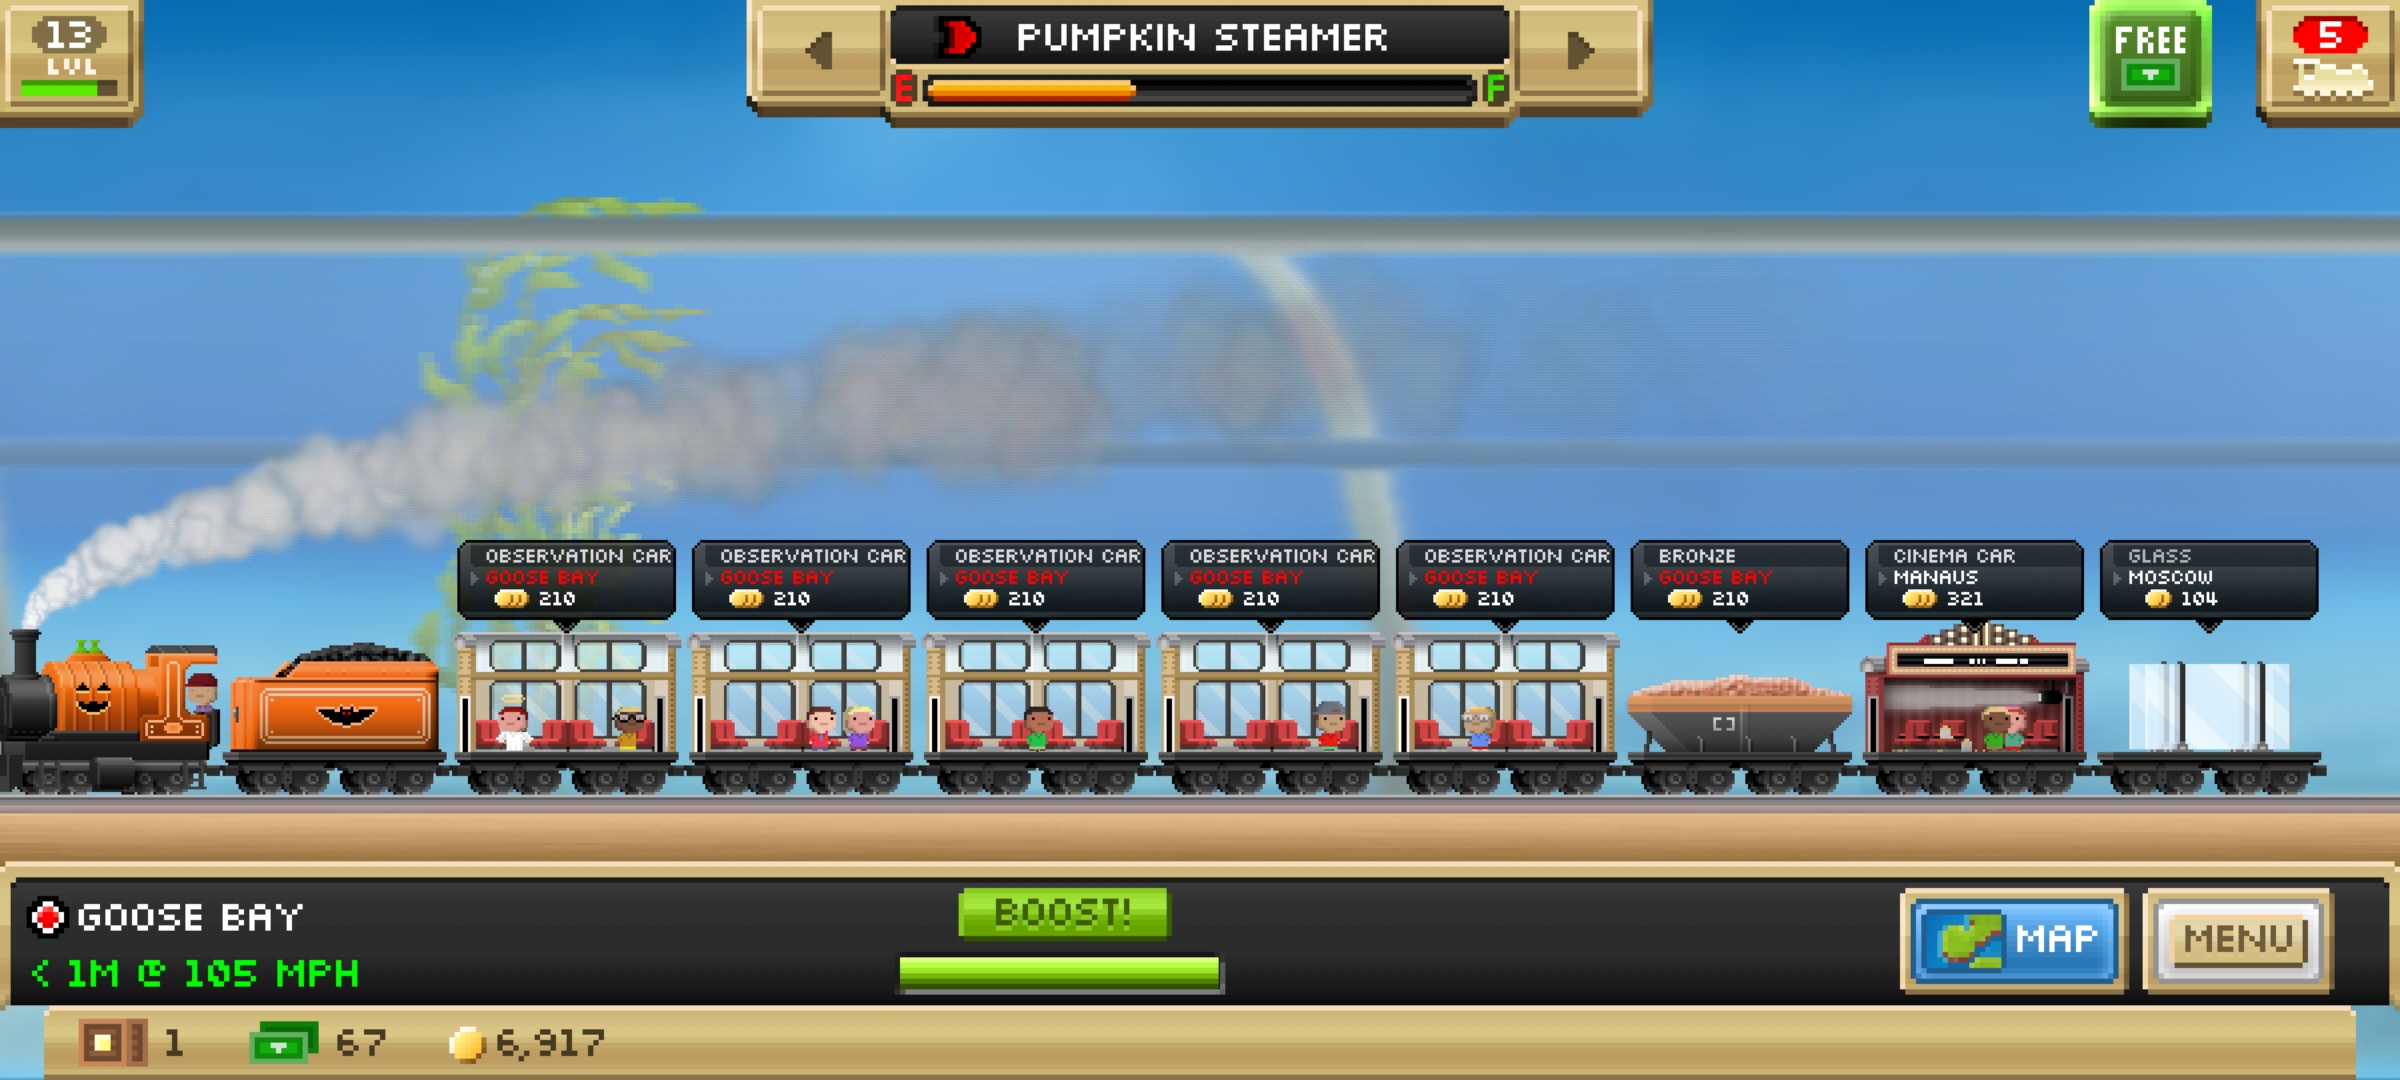 13
LVL
PUMPKIN STEAMER
E F
FREE
5
OBSERVATION CAR
GOOSE BAY
210
OBSERVATION CAR
GOOSE BAY
210
OBSERVATION CAR
GOOSE BAY
210
OBSERVATION CAR
GOOSE BAY
210
OBSERVATION CAR
GOOSE BAY
210
BRONZE
GOOSE BAY
210
CINEMA CAR
MANAUS
321
GLASS
MOSCOW
104
GOOSE BAY
< 1M @ 105 MPH
BOOST!
MAP
MENU
1 67 6,917